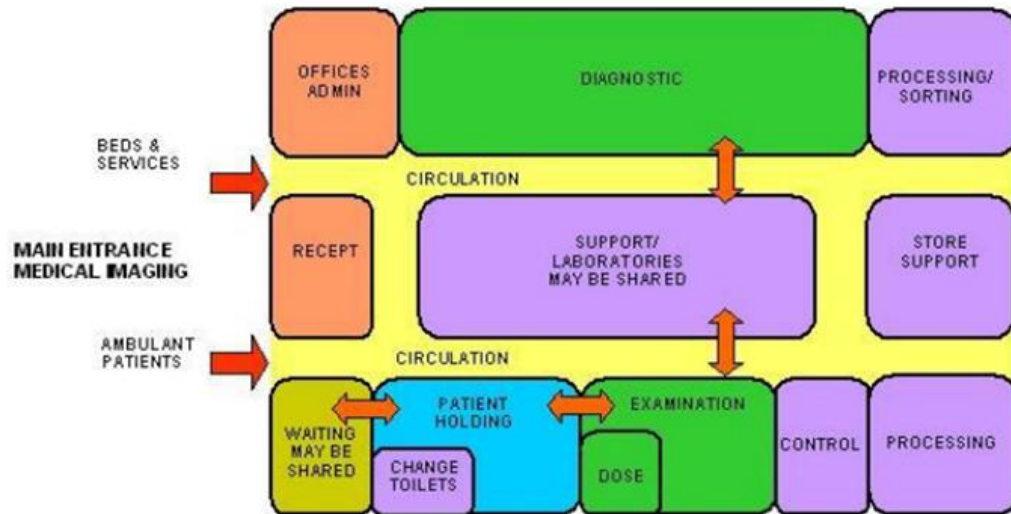 OFFICES
ADMIN
DIAGNOSTIC
PROCESSING/
SORTING
BEDS &
SERVICES
CIRCULATION
MAIN ENTRANCE
MEDICAL IMAGING
RECEPT
SUPPORT/
LABORATORIES
MAY BE SHARED
STORE
SUPPORT
AMBULANT
PATIENTS
CIRCULATION
WAITING
MAY BE
SHARED
PATIENT
HOLDING
CHANGE
TOILETS
EXAMINATION
DOSE
CONTROL
PROCESSING